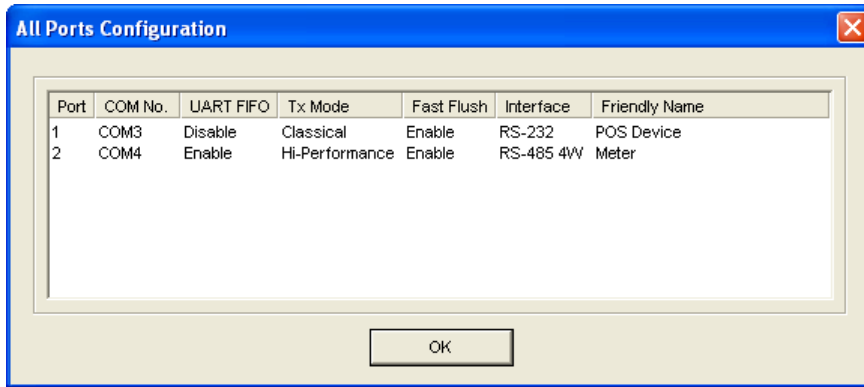 All Ports Configuration
Port COM No. UART FIFO Tx Mode Fast Flush Interface Friendly Name
1 COM3 Disable Classical Enable RS-232 POS Device
2 COM4 Enable Hi-Performance Enable RS-485 4W Meter
OK